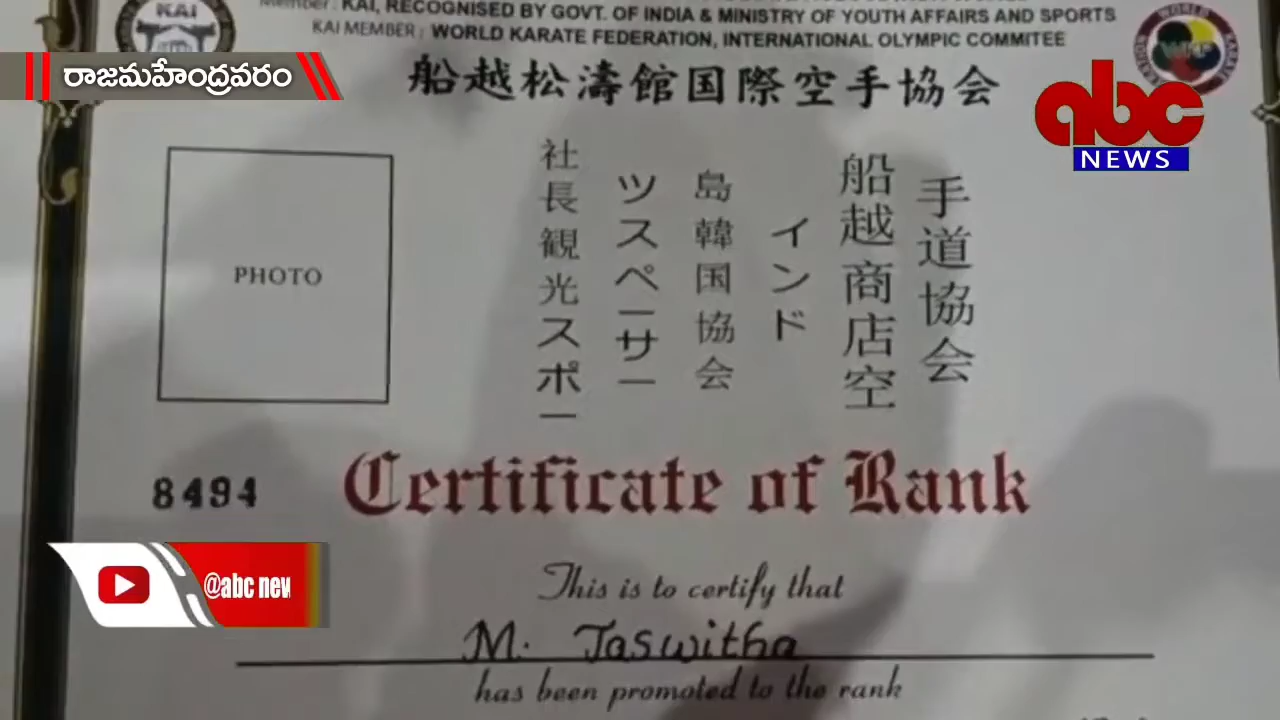 Member: KAI, RECOGNISED BY GOVT. OF INDIA & MINISTRY OF YOUTH AFFAIRS AND SPORTS
KAI MEMBER: WORLD KARATE FEDERATION, INTERNATIONAL OLYMPIC COMMITEE
KAI
రాజమహేంద్రవరం
船越松濤館国際空手協会
abc
NEWS
手道協会
船越商店空
インド
島韓国協会
ツスペーサー
社長観光スポー
PHOTO
8494
Certificate of Rank
@abc new
This is to certify that
M. Jaswitha
has been promoted to the rank